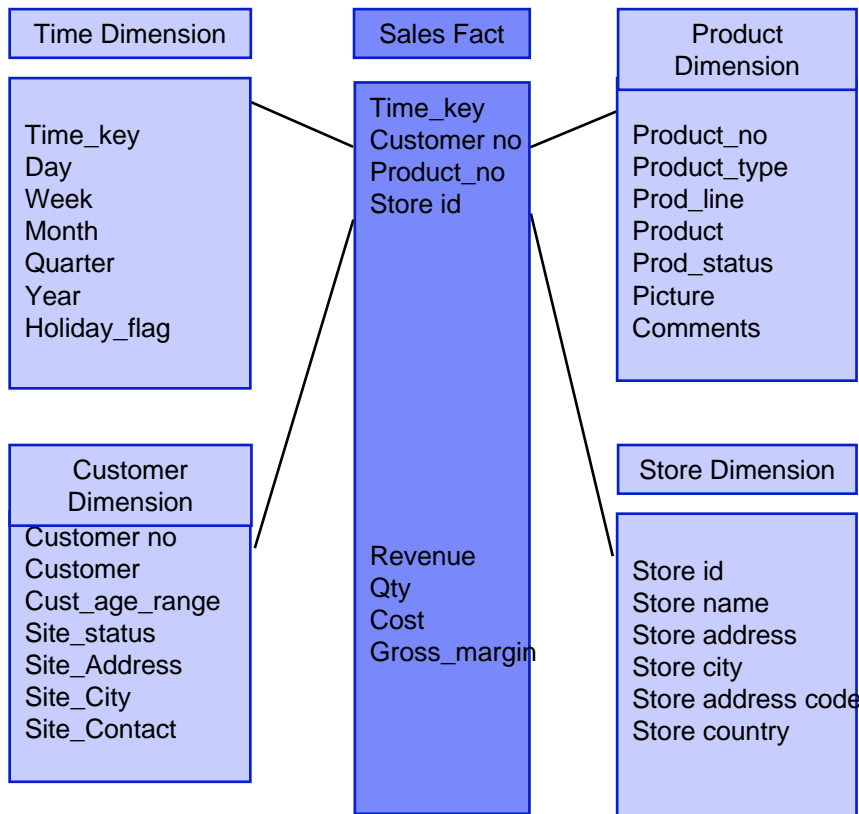 Time Dimension
Time_key
Day
Week
Month
Quarter
Year
Holiday_flag
Customer
Dimension
Customer no
Customer
Cust_age_range
Site_status
Site_Address
Site_City
Site_Contact
Sales Fact
Time_key
Customer no
Product_no
Store id
Revenue
Qty
Cost
Gross_margin
Product
Dimension
Product_no
Product_type
Prod_line
Product
Prod_status
Picture
Comments
Store Dimension
Store id
Store name
Store address
Store city
Store address code
Store country